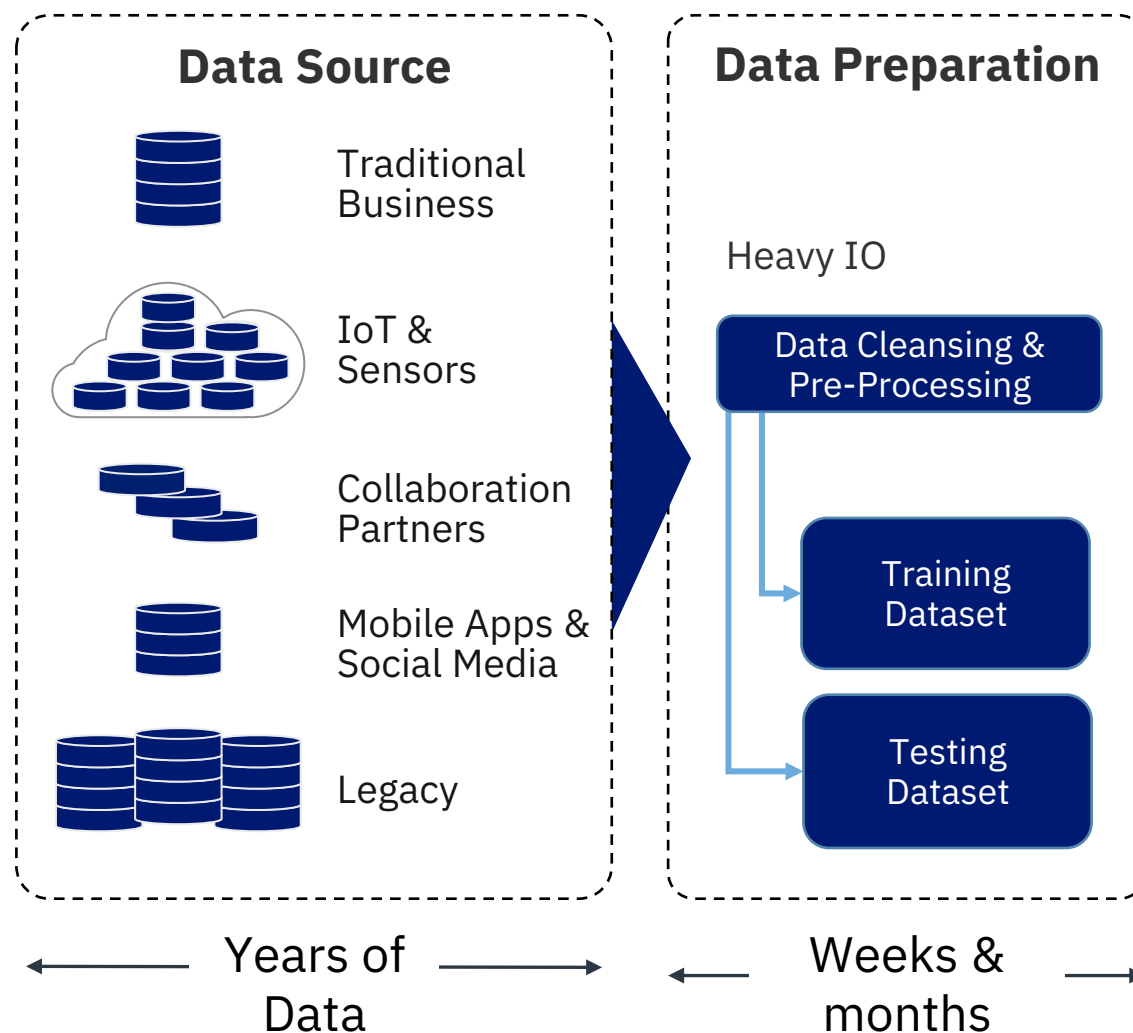 Data Source
Traditional
Business
IoT &
Sensors
Collaboration
Partners
Mobile Apps &
Social Media
Legacy
Years of
Data
Data Preparation
Heavy IO
Data Cleansing &
Pre-Processing
Training
Dataset
Testing
Dataset
Weeks &
months